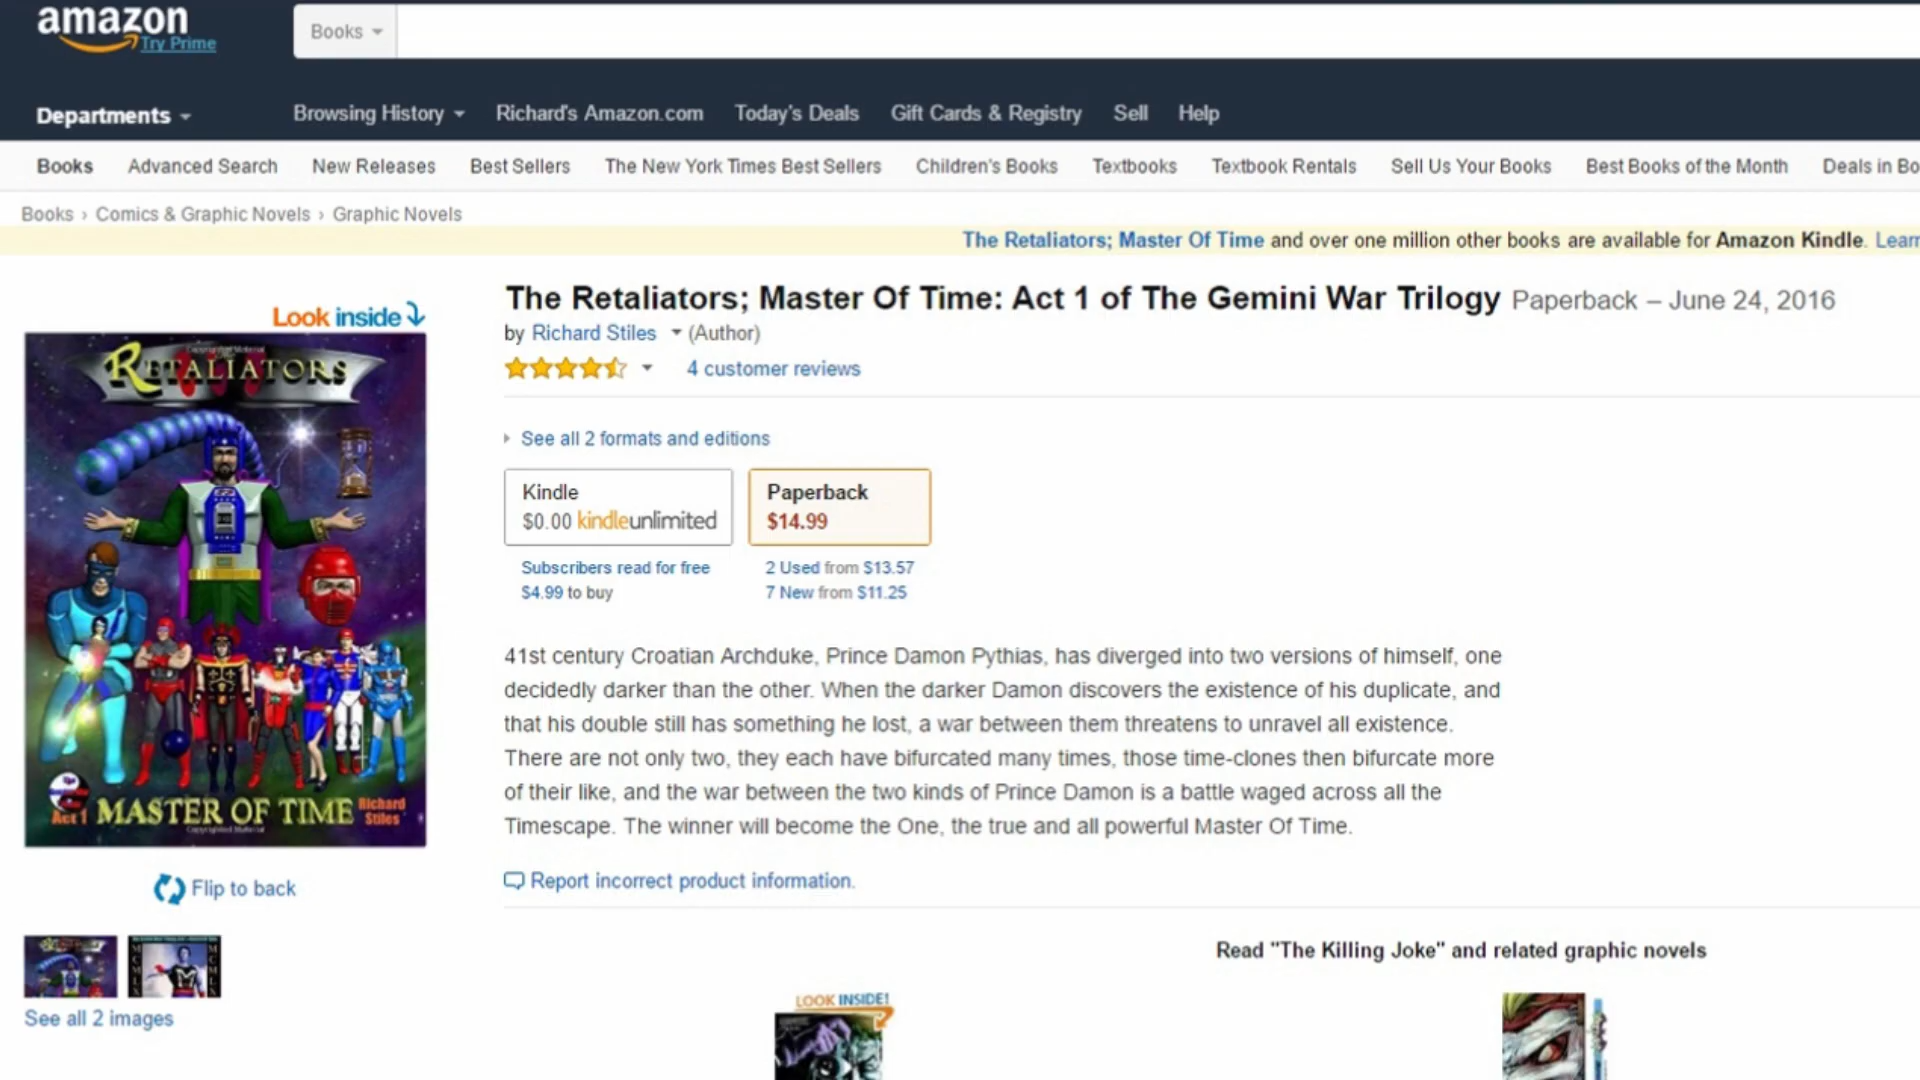 amazon
Try Prime
Books
Departments
Browsing History
Richard's Amazon.com
Today's Deals
Gift Cards & Registry
Sell
Help
Books
Advanced Search
New Releases
Best Sellers
The New York Times Best Sellers
Children's Books
Textbooks
Textbook Rentals
Sell Us Your Books
Best Books of the Month
Deals in Bo
Books › Comics & Graphic Novels › Graphic Novels
The Retaliators; Master Of Time and over one million other books are available for Amazon Kindle. Learn
Look inside
RETALIATORS
Act 1 MASTER OF TIME Richard Stiles
Copyrighted Material
Flip to back
See all 2 images
The Retaliators; Master Of Time: Act 1 of The Gemini War Trilogy Paperback – June 24, 2016
by Richard Stiles (Author)
4 customer reviews
See all 2 formats and editions
Kindle
$0.00 kindleunlimited
Subscribers read for free
$4.99 to buy
Paperback
$14.99
2 Used from $13.57
7 New from $11.25
41st century Croatian Archduke, Prince Damon Pythias, has diverged into two versions of himself, one
decidedly darker than the other. When the darker Damon discovers the existence of his duplicate, and
that his double still has something he lost, a war between them threatens to unravel all existence.
There are not only two, they each have bifurcated many times, those time-clones then bifurcate more
of their like, and the war between the two kinds of Prince Damon is a battle waged across all the
Timescape. The winner will become the One, the true and all powerful Master Of Time.
Report incorrect product information.
Read "The Killing Joke" and related graphic novels
LOOK INSIDE!